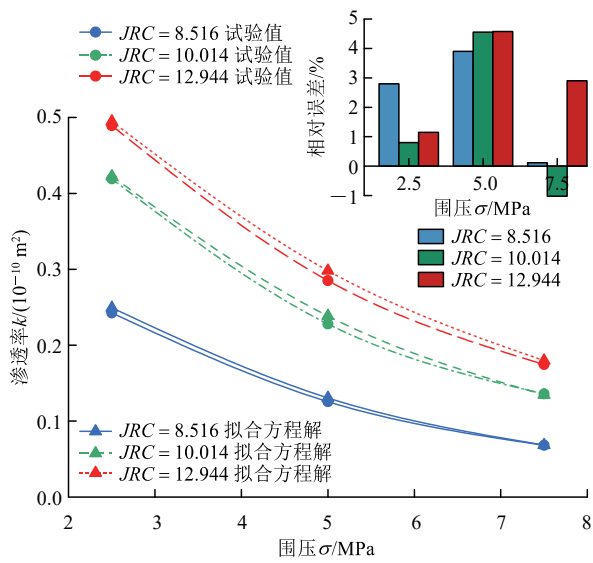 JRC = 8.516 试验值
JRC = 10.014 试验值
JRC = 12.944 试验值
5
4
3
2
1
0
−1
相对误差/%
2.5 5.0 7.5
围压σ/MPa
JRC = 8.516
JRC = 10.014
JRC = 12.944
0.5
0.4
0.3
0.2
0.1
0.0
渗透率k/(10⁻¹⁰ m²)
JRC = 8.516 拟合方程解
JRC = 10.014 拟合方程解
JRC = 12.944 拟合方程解
2 3 4 5 6 7 8
围压σ/MPa